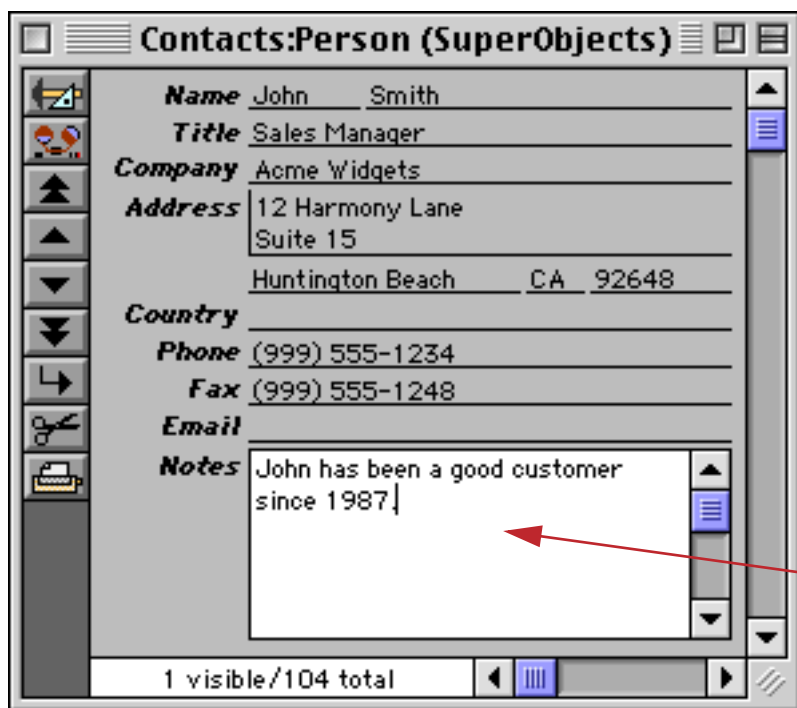 Contacts:Person (SuperObjects)
Name John Smith
Title Sales Manager
Company Acme Widgets
Address 12 Harmony Lane
Suite 15
Huntington Beach CA 92648
Country
Phone (999) 555-1234
Fax (999) 555-1248
Email
Notes John has been a good customer
since 1987.
1 visible/104 total